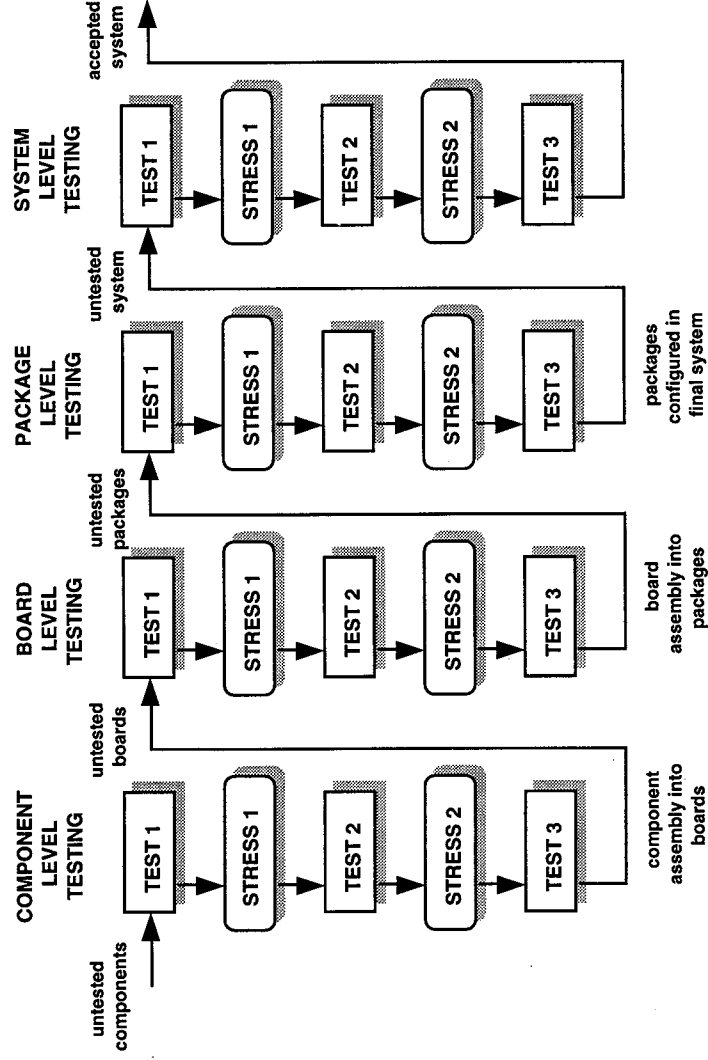 COMPONENT
LEVEL
TESTING
BOARD
LEVEL
TESTING
PACKAGE
LEVEL
TESTING
SYSTEM
LEVEL
TESTING
untested
components
TEST 1
STRESS 1
TEST 2
STRESS 2
TEST 3
component
assembly into
boards
untested
boards
TEST 1
STRESS 1
TEST 2
STRESS 2
TEST 3
board
assembly into
packages
untested
packages
TEST 1
STRESS 1
TEST 2
STRESS 2
TEST 3
packages
configured in
final system
untested
system
TEST 1
STRESS 1
TEST 2
STRESS 2
TEST 3
accepted
system